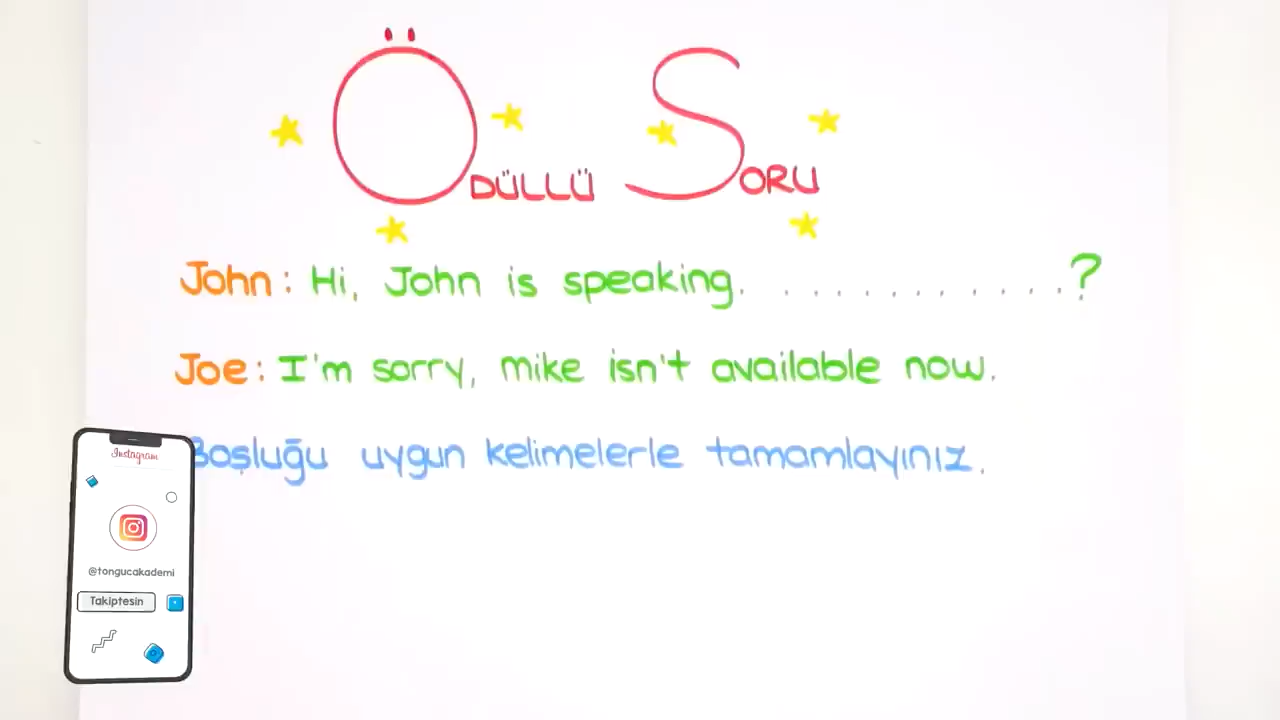 ÖDÜLLÜ SORU
John: Hi, John is speaking. ...........?
Joe: I'm sorry, mike isn't available now.
Boşluğu uygun kelimelerle tamamlayınız.
Instagram
@tongucakademi
Takiptesin